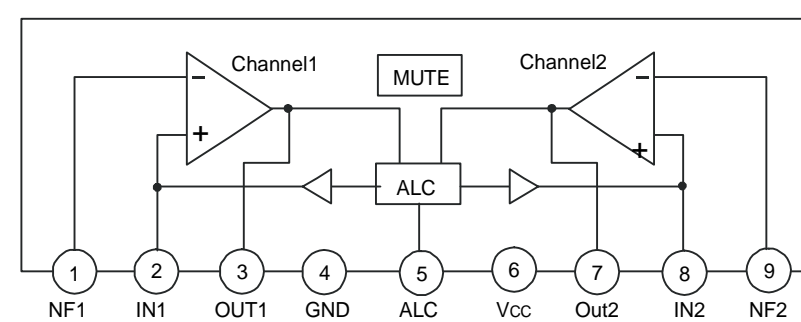 Channel1
MUTE
Channel2
−
+
−
+
ALC
1 2 3 4 5 6 7 8 9
NF1 IN1 OUT1 GND ALC Vcc Out2 IN2 NF2